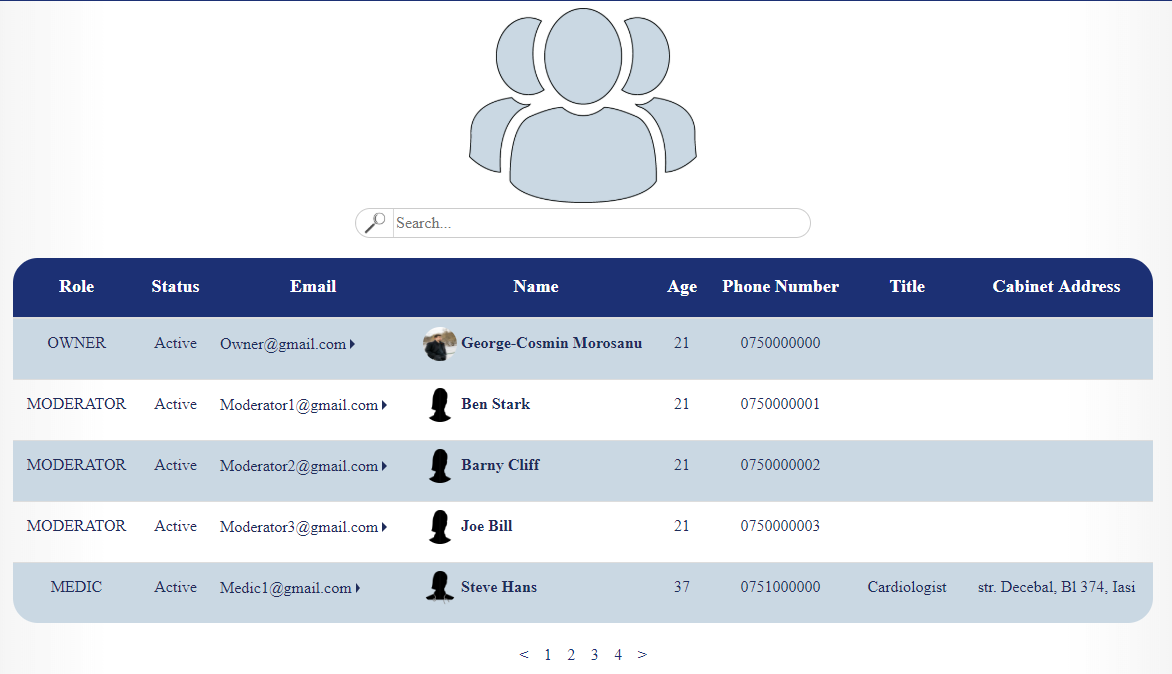 Search...
Role Status Email Name Age Phone Number Title Cabinet Address
OWNER Active Owner@gmail.com George-Cosmin Morosanu 21 0750000000
MODERATOR Active Moderator1@gmail.com Ben Stark 21 0750000001
MODERATOR Active Moderator2@gmail.com Barny Cliff 21 0750000002
MODERATOR Active Moderator3@gmail.com Joe Bill 21 0750000003
MEDIC Active Medic1@gmail.com Steve Hans 37 0751000000 Cardiologist str. Decebal, Bl 374, Iasi
< 1 2 3 4 >